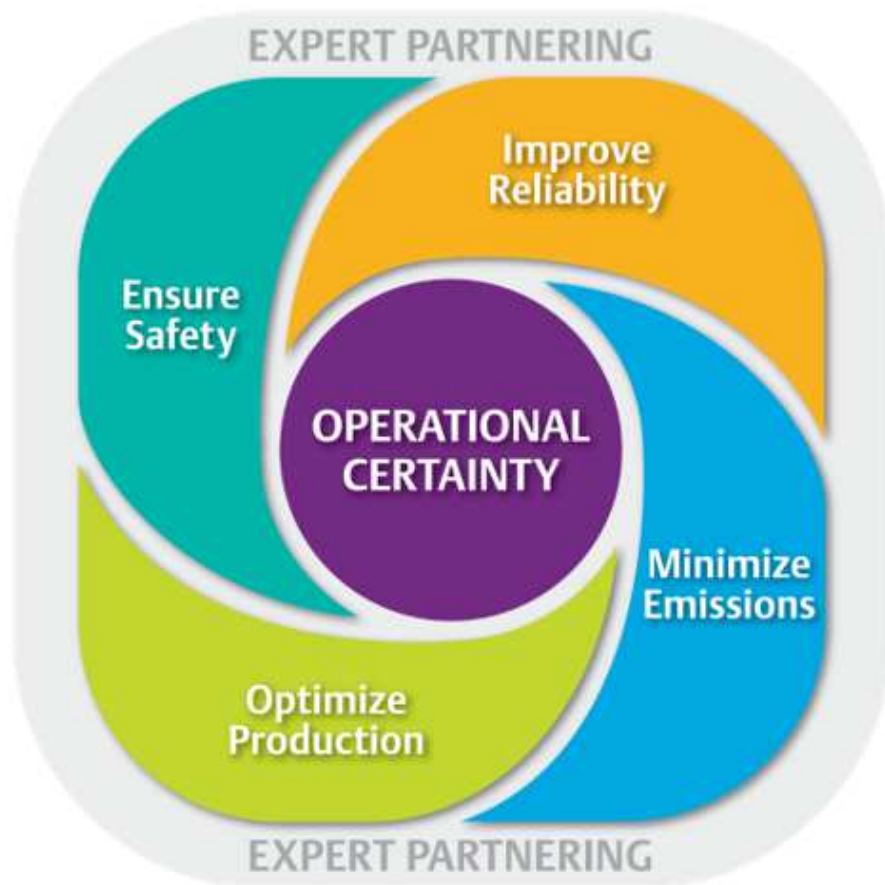 EXPERT PARTNERING
Improve
Reliability
Ensure
Safety
OPERATIONAL
CERTAINTY
Minimize
Emissions
Optimize
Production
EXPERT PARTNERING